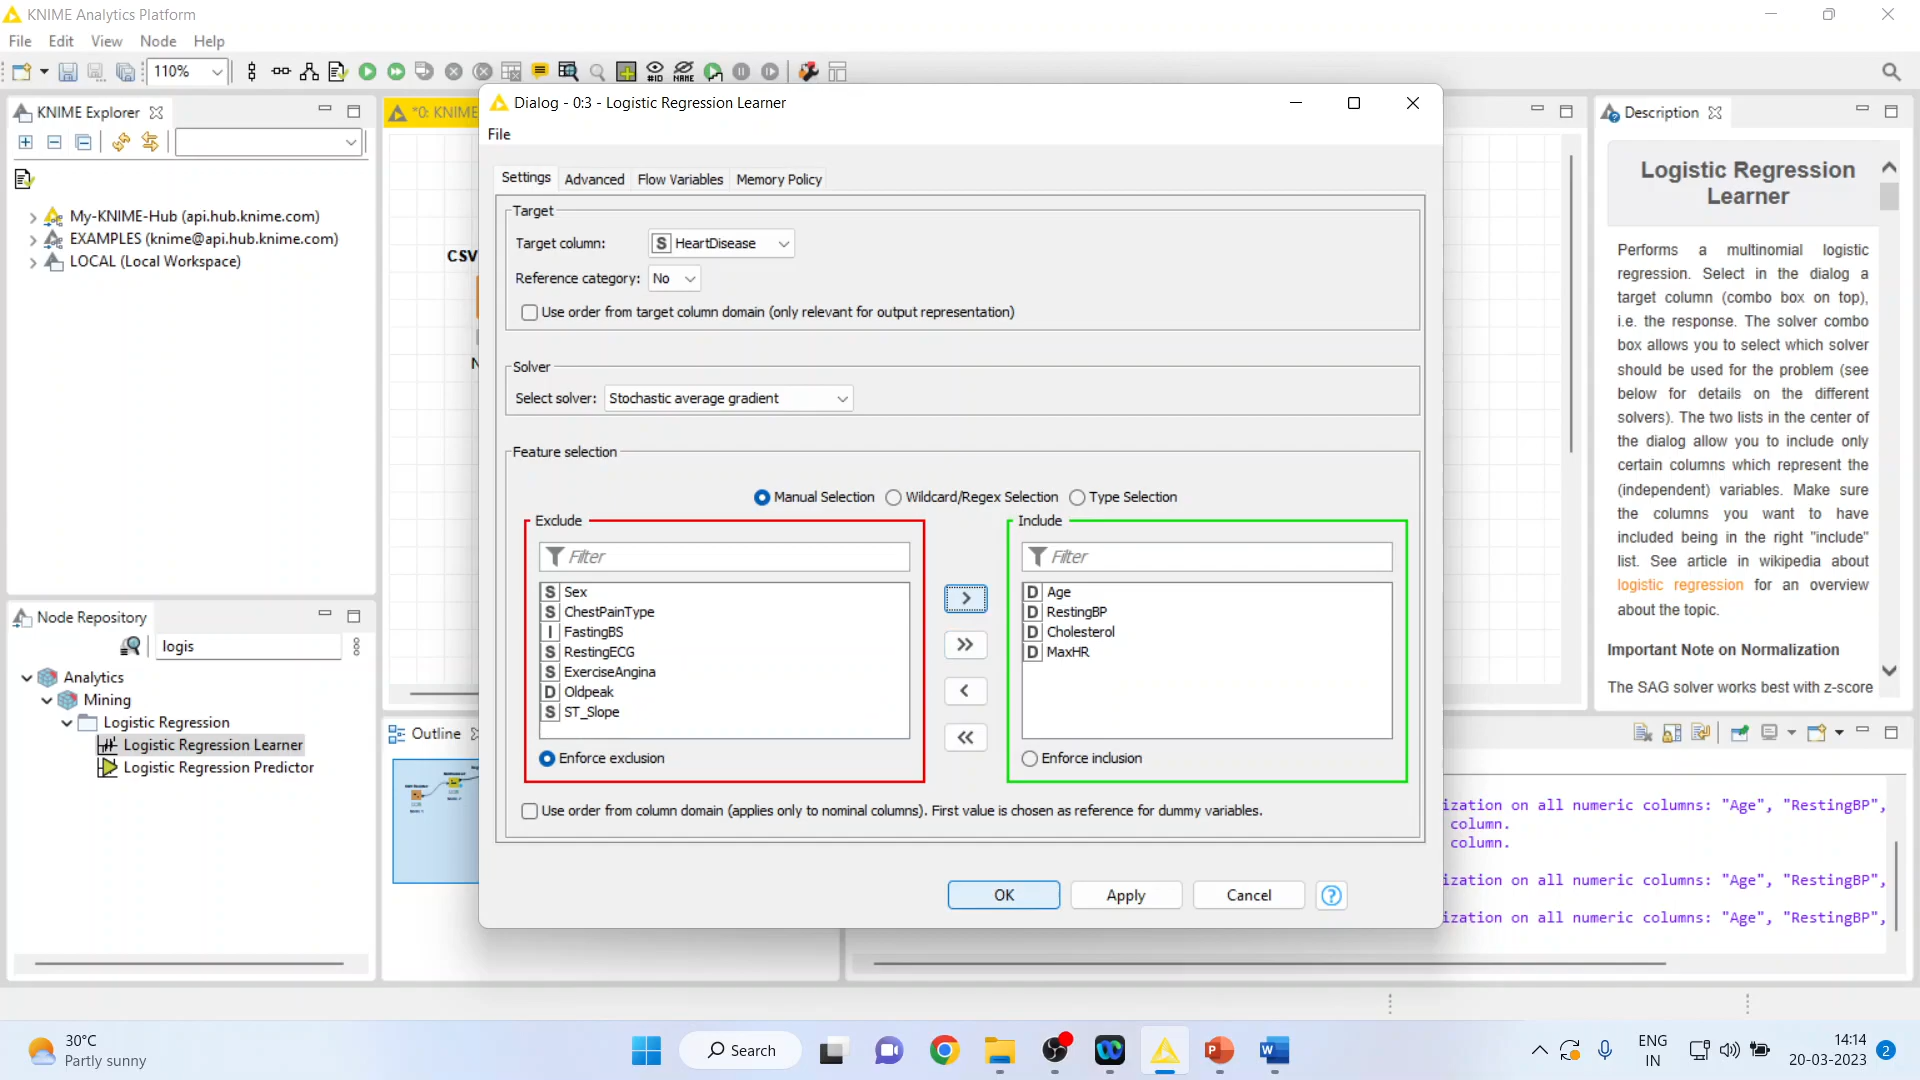 KNIME Analytics Platform
File Edit View Node Help
110%
#ID NAME
KNIME Explorer
My-KNIME-Hub (api.hub.knime.com)
EXAMPLES (knime@api.hub.knime.com)
LOCAL (Local Workspace)
Node Repository
logis
Analytics
Mining
Logistic Regression
Logistic Regression Learner
Logistic Regression Predictor
*0: KNIME
CSV
N
Outline
Dialog - 0:3 - Logistic Regression Learner
File
Settings Advanced Flow Variables Memory Policy
Target
Target column: S HeartDisease
Reference category: No
Use order from target column domain (only relevant for output representation)
Solver
Select solver: Stochastic average gradient
Feature selection
Manual Selection Wildcard/Regex Selection Type Selection
Exclude
Filter
S Sex
S ChestPainType
I FastingBS
S RestingECG
S ExerciseAngina
D Oldpeak
S ST_Slope
Enforce exclusion
Include
Filter
D Age
D RestingBP
D Cholesterol
D MaxHR
Enforce inclusion
Use order from column domain (applies only to nominal columns). First value is chosen as reference for dummy variables.
OK Apply Cancel ?
Description
Logistic Regression
Learner
Performs a multinomial logistic
regression. Select in the dialog a
target column (combo box on top),
i.e. the response. The solver combo
box allows you to select which solver
should be used for the problem (see
below for details on the different
solvers). The two lists in the center of
the dialog allow you to include only
certain columns which represent the
(independent) variables. Make sure
the columns you want to have
included being in the right "include"
list. See article in wikipedia about
logistic regression for an overview
about the topic.
Important Note on Normalization
The SAG solver works best with z-score
ization on all numeric columns: "Age", "RestingBP",
column.
column.
ization on all numeric columns: "Age", "RestingBP",
ization on all numeric columns: "Age", "RestingBP",
30°C
Partly sunny
Search
ENG
IN
14:14
20-03-2023
2